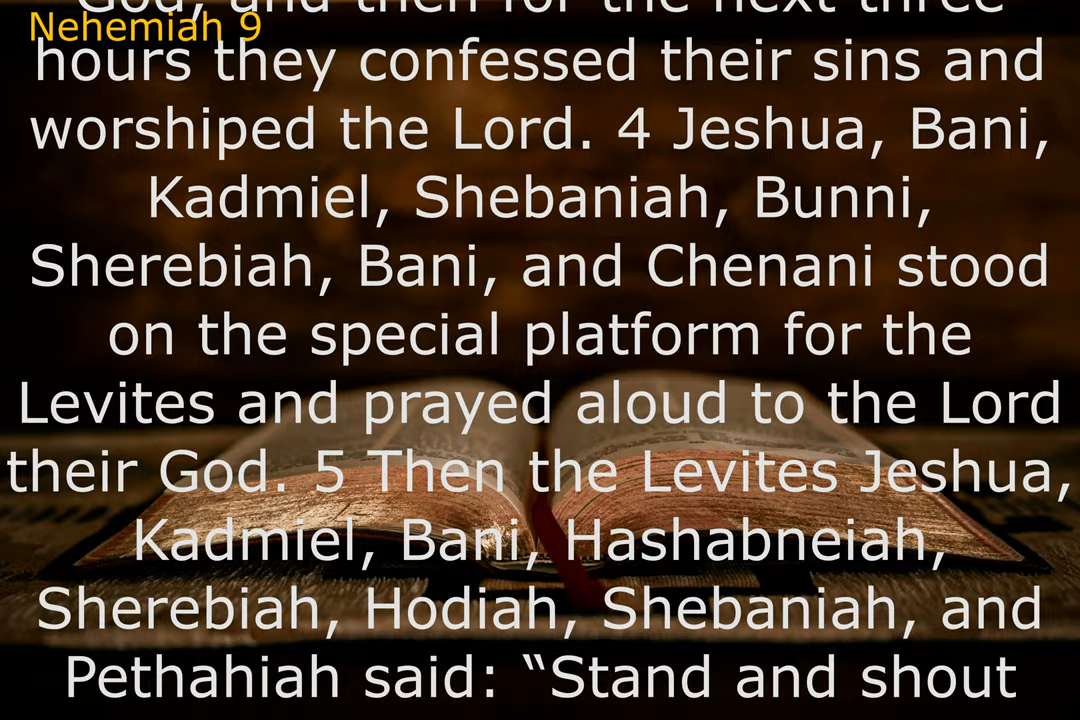 God, and then for the next three
Nehemiah 9
hours they confessed their sins and
worshiped the Lord. 4 Jeshua, Bani,
Kadmiel, Shebaniah, Bunni,
Sherebiah, Bani, and Chenani stood
on the special platform for the
Levites and prayed aloud to the Lord
their God. 5 Then the Levites Jeshua,
Kadmiel, Bani, Hashabneiah,
Sherebiah, Hodiah, Shebaniah, and
Pethahiah said: “Stand and shout